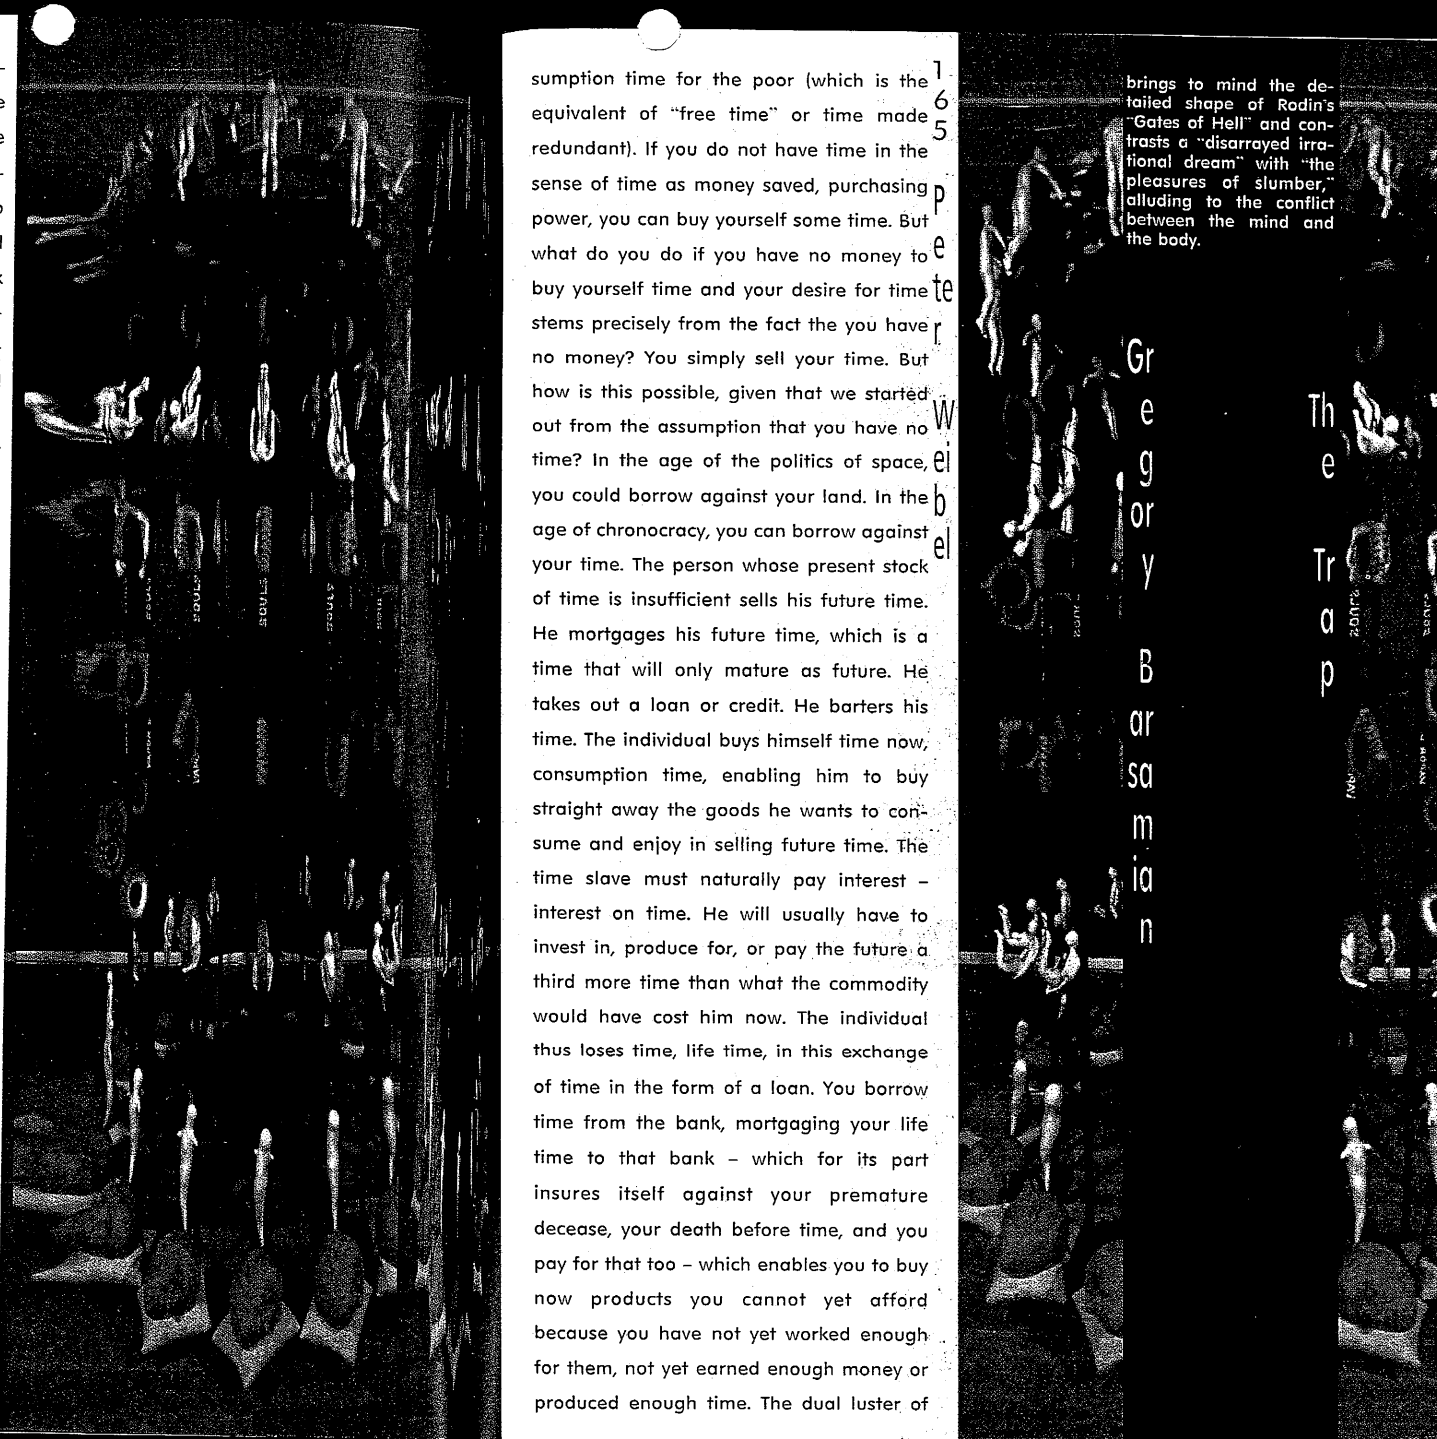 sumption time for the poor (which is the
equivalent of "free time" or time made
redundant). If you do not have time in the
sense of time as money saved, purchasing
power, you can buy yourself some time. But
what do you do if you have no money to
buy yourself time and your desire for time
stems precisely from the fact the you have
no money? You simply sell your time. But
how is this possible, given that we started
out from the assumption that you have no
time? In the age of the politics of space,
you could borrow against your land. In the
age of chronocracy, you can borrow against
your time. The person whose present stock
of time is insufficient sells his future time.
He mortgages his future time, which is a
time that will only mature as future. He
takes out a loan or credit. He barters his
time. The individual buys himself time now,
consumption time, enabling him to buy
straight away the goods he wants to con-
sume and enjoy in selling future time. The
time slave must naturally pay interest –
interest on time. He will usually have to
invest in, produce for, or pay the future a
third more time than what the commodity
would have cost him now. The individual
thus loses time, life time, in this exchange
of time in the form of a loan. You borrow
time from the bank, mortgaging your life
time to that bank – which for its part
insures itself against your premature
decease, your death before time, and you
pay for that too – which enables you to buy
now products you cannot yet afford
because you have not yet worked enough
for them, not yet earned enough money or
produced enough time. The dual luster of
1
6
5
P
e
te
r
W
ei
b
el
brings to mind the de-
tailed shape of Rodin's
"Gates of Hell" and con-
trasts a "disarrayed irra-
tional dream" with "the
pleasures of slumber,"
alluding to the conflict
between the mind and
the body.
Gr
e
g
or
y
B
ar
sa
m
ia
n
Th
e
Tr
a
p